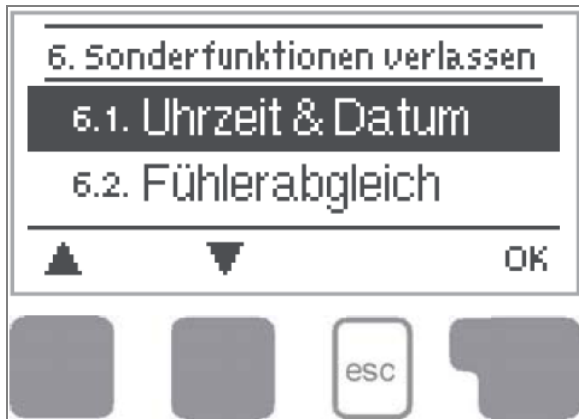 6. Sonderfunktionen verlassen
6.1. Uhrzeit & Datum
6.2. Fühlerabgleich
OK
esc